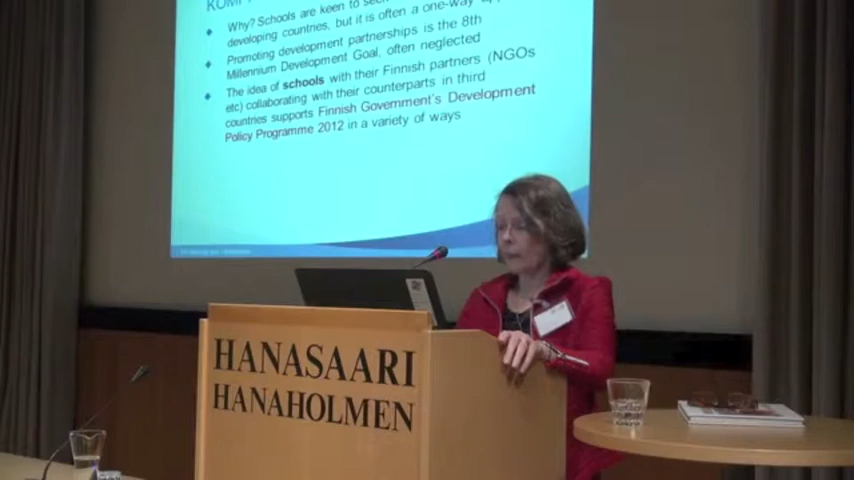 Why? Schools are keen to
developing countries, but it is often a one-way
Promoting development partnerships is the 8th
Millennium Development Goal, often neglected
The idea of schools with their Finnish partners (NGOs
etc) collaborating with their counterparts in third
countries supports Finnish Government's Development
Policy Programme 2012 in a variety of ways
HANASAARI
HANAHOLMEN